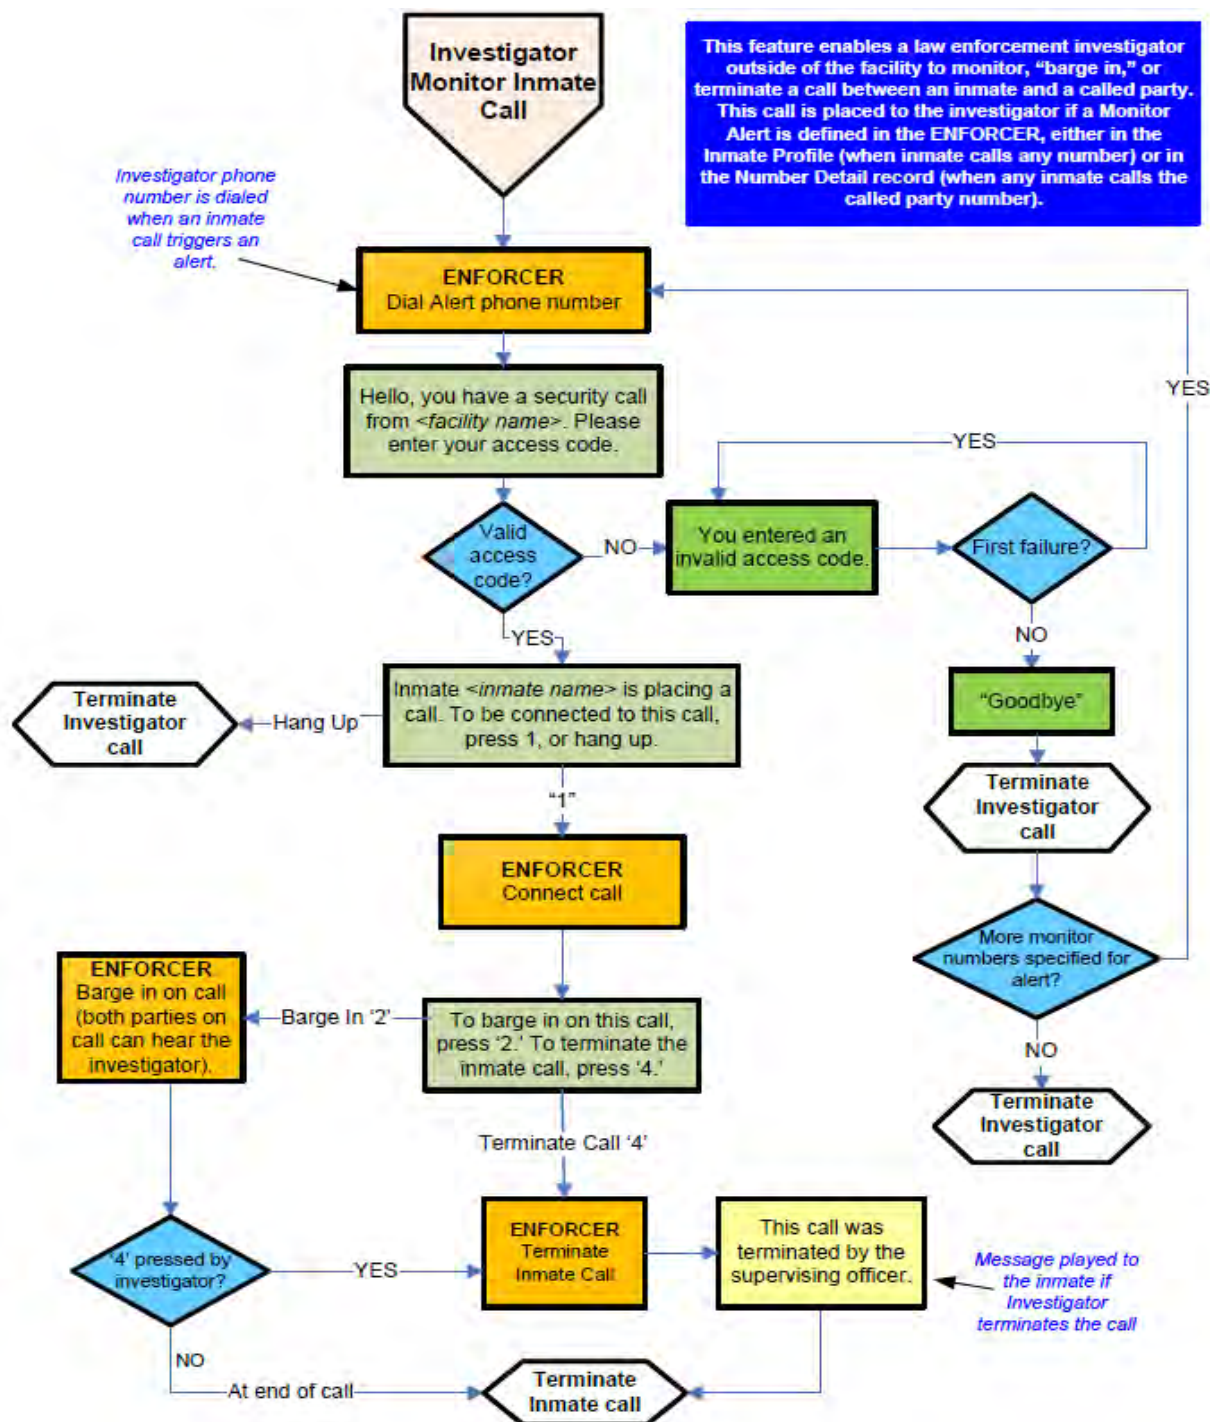 Investigator
Monitor Inmate
Call
This feature enables a law enforcement investigator
outside of the facility to monitor, “barge in,” or
terminate a call between an inmate and a called party.
This call is placed to the investigator if a Monitor
Alert is defined in the ENFORCER, either in the
Inmate Profile (when inmate calls any number) or in
the Number Detail record (when any inmate calls the
called party number).
Investigator phone
number is dialed
when an inmate
call triggers an
alert.
ENFORCER
Dial Alert phone number
YES
Hello, you have a security call
from <facility name>. Please
enter your access code.
YES
Valid
access
code?
NO
You entered an
invalid access code.
First failure?
YES
NO
Inmate <inmate name> is placing a
call. To be connected to this call,
press 1, or hang up.
Hang Up
Terminate
Investigator
call
“Goodbye”
Terminate
Investigator
call
“1”
ENFORCER
Connect call
More monitor
numbers specified for
alert?
ENFORCER
Barge in on call
(both parties on
call can hear the
investigator).
Barge In ‘2’
To barge in on this call,
press ‘2.’ To terminate the
inmate call, press ‘4.’
NO
Terminate
Investigator
call
Terminate Call ‘4’
‘4’ pressed by
investigator?
YES
ENFORCER
Terminate
Inmate Call
This call was
terminated by the
supervising officer.
Message played to
the inmate if
Investigator
terminates the call
NO
At end of call
Terminate
Inmate call